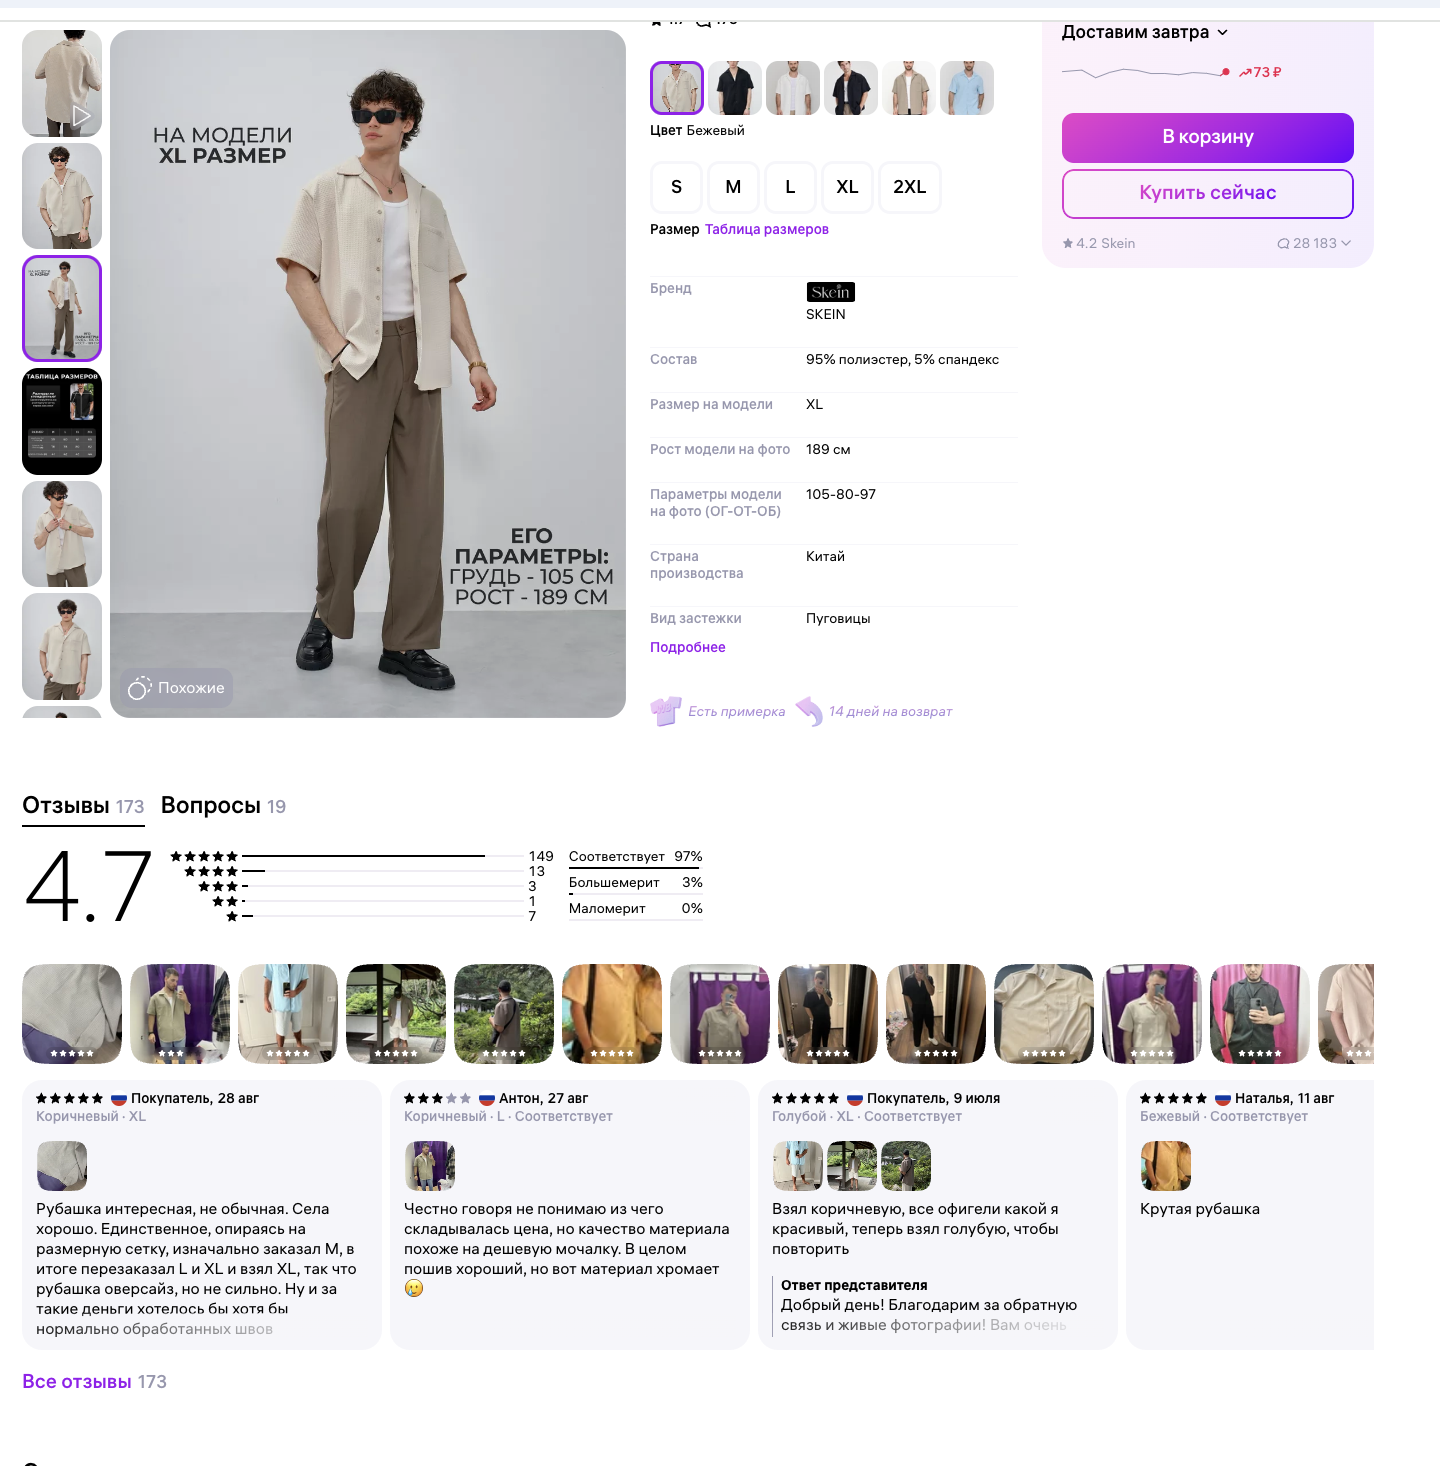 Доставим завтра
73 ₽
В корзину
Купить сейчас
4.2 Skein
28 183
НА МОДЕЛИ
XL РАЗМЕР
ЕГО
ПАРАМЕТРЫ:
ГРУДЬ - 105 СМ
РОСТ - 189 СМ
Похожие
ТАБЛИЦА РАЗМЕРОВ
Цвет Бежевый
S
M
L
XL
2XL
Размер Таблица размеров
Бренд
Skein
SKEIN
Состав
95% полиэстер, 5% спандекс
Размер на модели
XL
Рост модели на фото
189 см
Параметры модели
на фото (ОГ-ОТ-ОБ)
105-80-97
Страна
производства
Китай
Вид застежки
Пуговицы
Подробнее
Есть примерка
14 дней на возврат
Отзывы 173
Вопросы 19
4.7
149
13
3
1
7
Соответствует 97%
Большемерит 3%
Маломерит 0%
Покупатель, 28 авг
Коричневый · XL
Рубашка интересная, не обычная. Села
хорошо. Единственное, опираясь на
размерную сетку, изначально заказал М, в
итоге перезаказал L и XL и взял XL, так что
рубашка оверсайз, но не сильно. Ну и за
такие деньги хотелось бы хотя бы
нормально обработанных швов
Антон, 27 авг
Коричневый · L · Соответствует
Честно говоря не понимаю из чего
складывалась цена, но качество материала
похоже на дешевую мочалку. В целом
пошив хороший, но вот материал хромает
🥲
Покупатель, 9 июля
Голубой · XL · Соответствует
Взял коричневую, все офигели какой я
красивый, теперь взял голубую, чтобы
повторить
Ответ представителя
Добрый день! Благодарим за обратную
связь и живые фотографии! Вам очень
Наталья, 11 авг
Бежевый · Соответствует
Крутая рубашка
Все отзывы 173